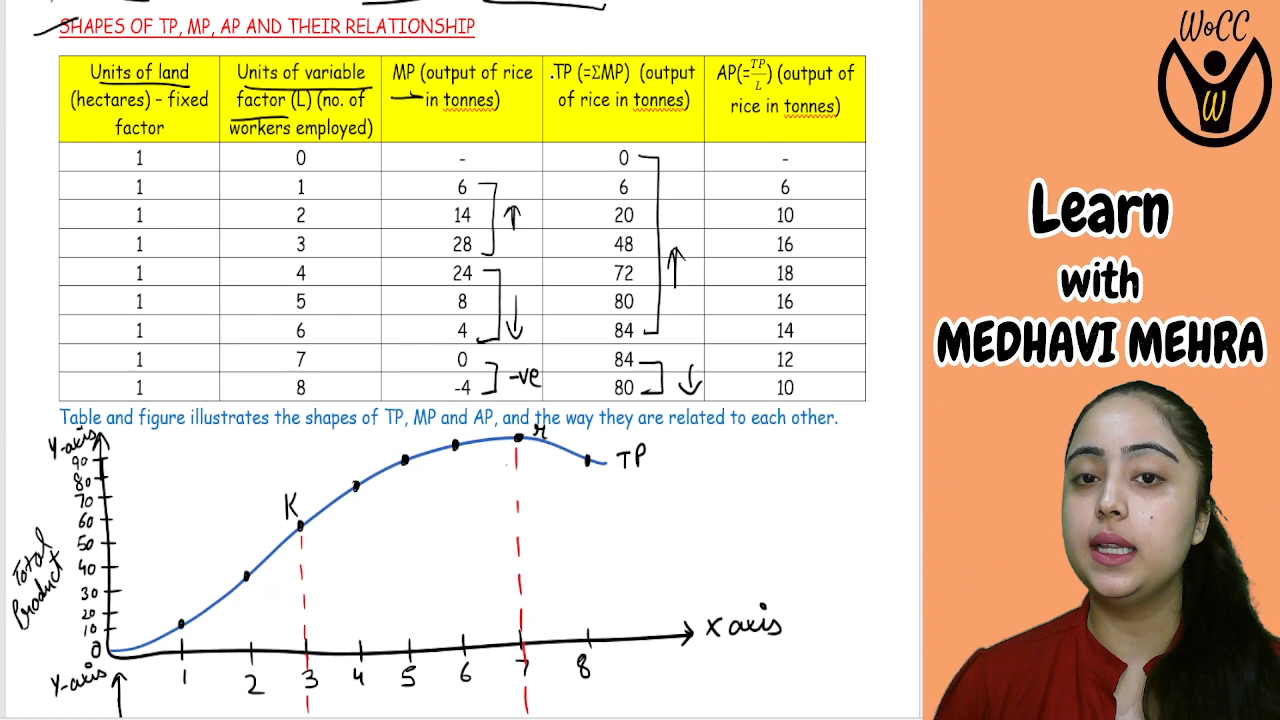 SHAPES OF TP, MP, AP AND THEIR RELATIONSHIP
Units of land (hectares) – fixed factor
Units of variable factor (L) (no. of workers employed)
MP (output of rice in tonnes)
.TP (=ΣMP) (output of rice in tonnes)
AP(=TP/L) (output of rice in tonnes)
1 0 - 0 -
1 1 6 6 6
1 2 14 20 10
1 3 28 48 16
1 4 24 72 18
1 5 8 80 16
1 6 4 84 14
1 7 0 84 12
1 8 -4 80 10
↑
↓
-ve
↑
↓
Table and figure illustrates the shapes of TP, MP and AP, and the way they are related to each other.
Y-axis
90
80
70
60
50
40
30
20
10
0
Total
Product
K
TP
X axis
1 2 3 4 5 6 7 8
Y-axis
WoCC
W
Learn
with
MEDHAVI MEHRA